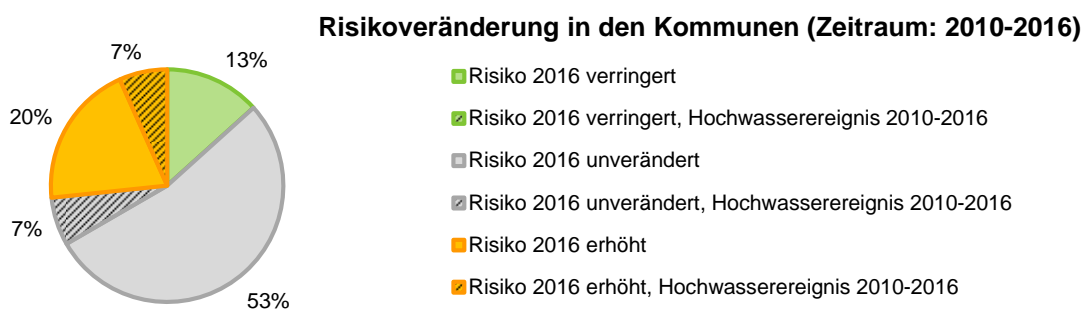 Risikoveränderung in den Kommunen (Zeitraum: 2010-2016)
7%
13%
20%
7%
53%
Risiko 2016 verringert
Risiko 2016 verringert, Hochwasserereignis 2010-2016
Risiko 2016 unverändert
Risiko 2016 unverändert, Hochwasserereignis 2010-2016
Risiko 2016 erhöht
Risiko 2016 erhöht, Hochwasserereignis 2010-2016